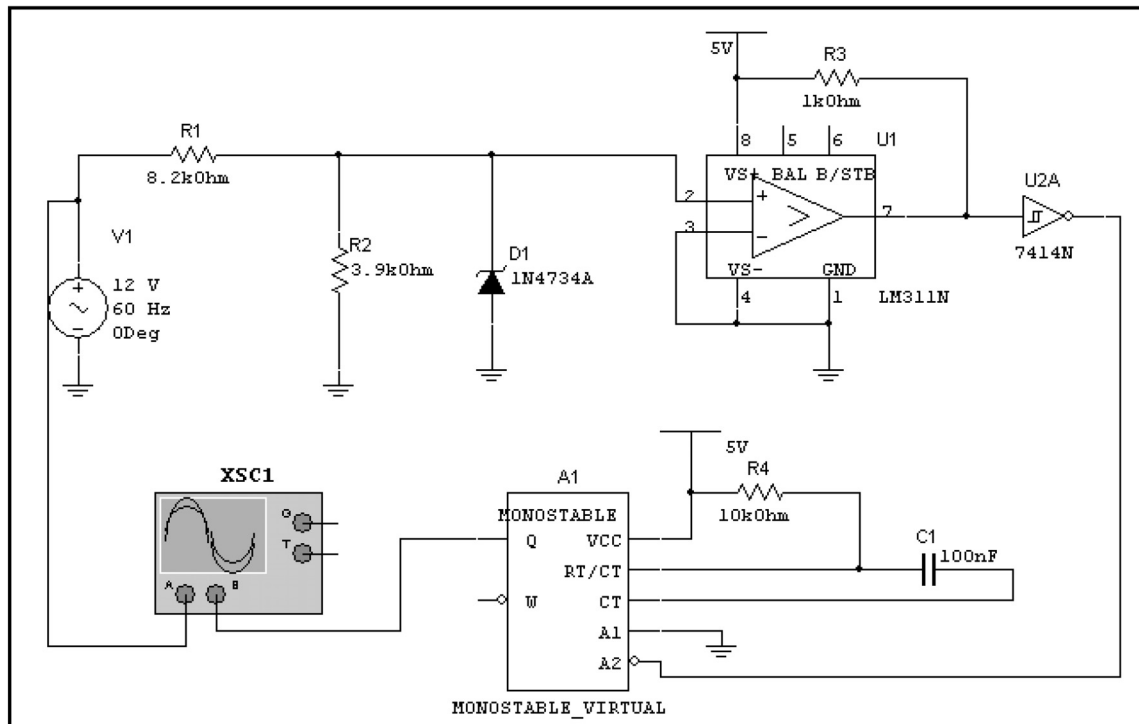 5V
R3
1kOhm
R1
8.2kOhm
8
5
6
U1
VS+
BAL
B/STB
2
+
3
−
>
7
U2A
7414N
V1
+
12 V
60 Hz
0Deg
−
R2
3.9kOhm
D1
1N4734A
VS-
GND
4
1
LM311N
5V
R4
10kOhm
XSC1
G
T
A
B
A1
MONOSTABLE
Q
VCC
RT/CT
W
CT
A1
A2
C1
100nF
MONOSTABLE_VIRTUAL